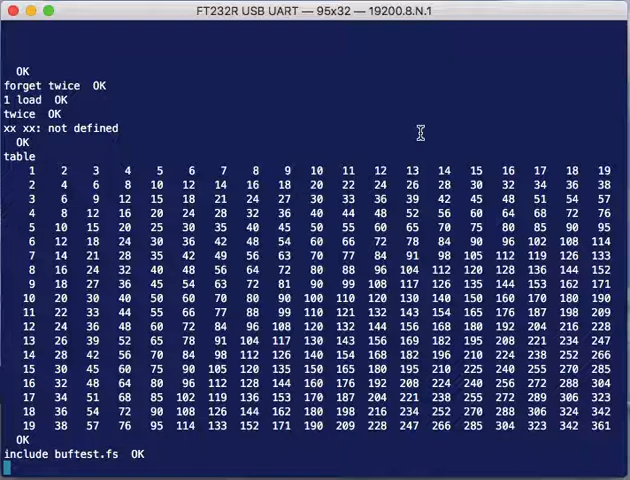 FT232R USB UART — 95x32 — 19200.8.N.1
OK
forget twice OK
1 load OK
twice OK
xx xx: not defined
OK
table
1 2 3 4 5 6 7 8 9 10 11 12 13 14 15 16 17 18 19
2 4 6 8 10 12 14 16 18 20 22 24 26 28 30 32 34 36 38
3 6 9 12 15 18 21 24 27 30 33 36 39 42 45 48 51 54 57
4 8 12 16 20 24 28 32 36 40 44 48 52 56 60 64 68 72 76
5 10 15 20 25 30 35 40 45 50 55 60 65 70 75 80 85 90 95
6 12 18 24 30 36 42 48 54 60 66 72 78 84 90 96 102 108 114
7 14 21 28 35 42 49 56 63 70 77 84 91 98 105 112 119 126 133
8 16 24 32 40 48 56 64 72 80 88 96 104 112 120 128 136 144 152
9 18 27 36 45 54 63 72 81 90 99 108 117 126 135 144 153 162 171
10 20 30 40 50 60 70 80 90 100 110 120 130 140 150 160 170 180 190
11 22 33 44 55 66 77 88 99 110 121 132 143 154 165 176 187 198 209
12 24 36 48 60 72 84 96 108 120 132 144 156 168 180 192 204 216 228
13 26 39 52 65 78 91 104 117 130 143 156 169 182 195 208 221 234 247
14 28 42 56 70 84 98 112 126 140 154 168 182 196 210 224 238 252 266
15 30 45 60 75 90 105 120 135 150 165 180 195 210 225 240 255 270 285
16 32 48 64 80 96 112 128 144 160 176 192 208 224 240 256 272 288 304
17 34 51 68 85 102 119 136 153 170 187 204 221 238 255 272 289 306 323
18 36 54 72 90 108 126 144 162 180 198 216 234 252 270 288 306 324 342
19 38 57 76 95 114 133 152 171 190 209 228 247 266 285 304 323 342 361
OK
include buftest.fs OK